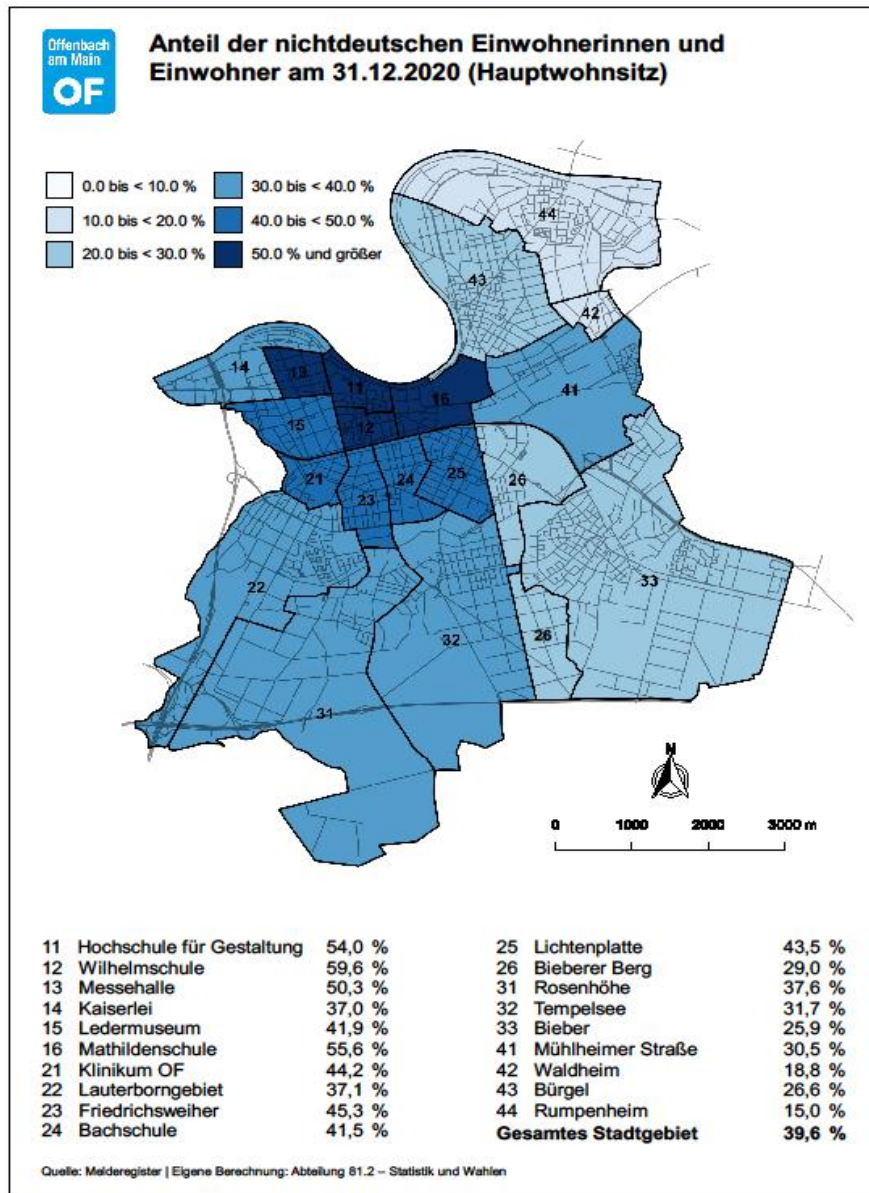 Offenbach
am Main
OF
Anteil der nichtdeutschen Einwohnerinnen und
Einwohner am 31.12.2020 (Hauptwohnsitz)
0.0 bis < 10.0 %
30.0 bis < 40.0 %
10.0 bis < 20.0 %
40.0 bis < 50.0 %
20.0 bis < 30.0 %
50.0 % und größer
44
43
42
14
13
11
16
41
12
15
21
24
25
26
23
22
33
32
26
31
N
0 1000 2000 3000 m
11 Hochschule für Gestaltung 54,0 %
12 Wilhelmschule 59,6 %
13 Messehalle 50,3 %
14 Kaiserlei 37,0 %
15 Ledermuseum 41,9 %
16 Mathildenschule 55,6 %
21 Klinikum OF 44,2 %
22 Lauterborngebiet 37,1 %
23 Friedrichsweiher 45,3 %
24 Bachschule 41,5 %
25 Lichtenplatte 43,5 %
26 Bieberer Berg 29,0 %
31 Rosenhöhe 37,6 %
32 Tempelsee 31,7 %
33 Bieber 25,9 %
41 Mühlheimer Straße 30,5 %
42 Waldheim 18,8 %
43 Bürgel 26,6 %
44 Rumpenheim 15,0 %
Gesamtes Stadtgebiet 39,6 %
Quelle: Melderegister | Eigene Berechnung: Abteilung 81.2 – Statistik und Wahlen